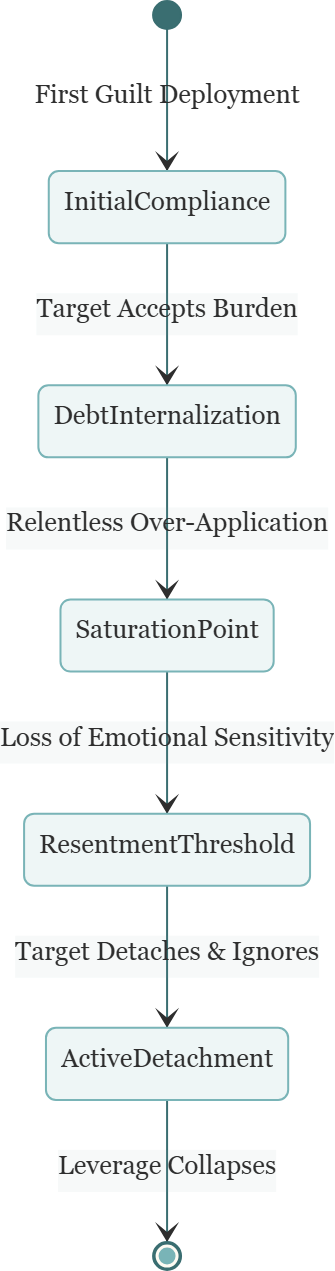 First Guilt Deployment
InitialCompliance
Target Accepts Burden
DebtInternalization
Relentless Over-Application
SaturationPoint
Loss of Emotional Sensitivity
ResentmentThreshold
Target Detaches & Ignores
ActiveDetachment
Leverage Collapses